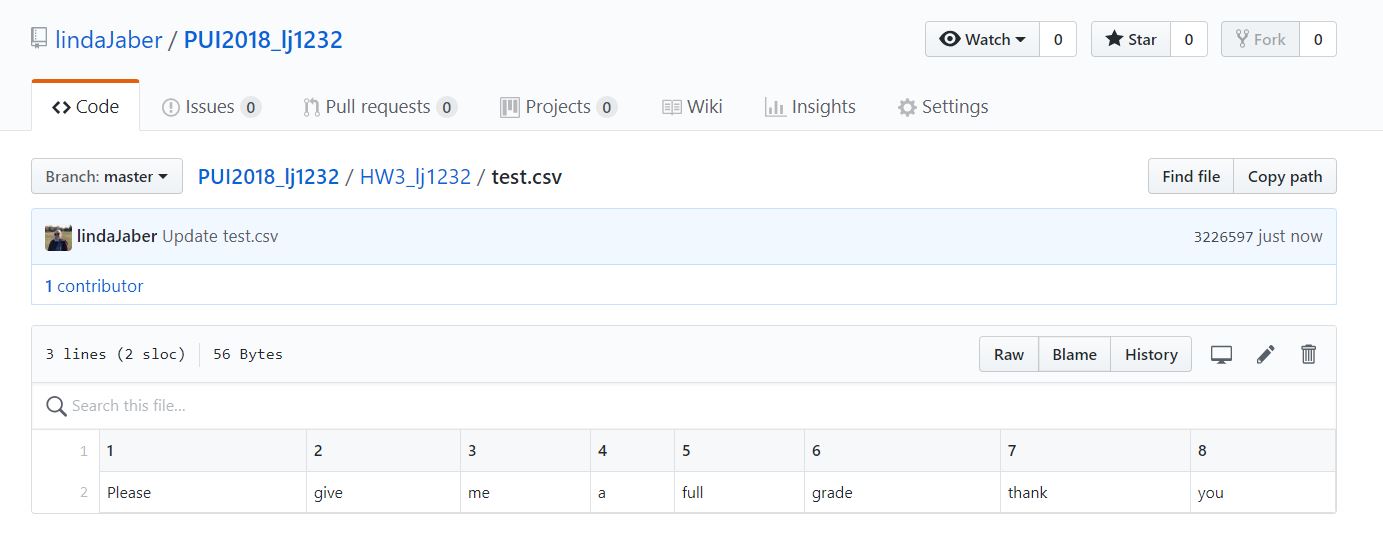 lindaJaber / PUI2018_lj1232 Watch 0 Star 0 Fork 0
Code Issues 0 Pull requests 0 Projects 0 Wiki Insights Settings
Branch: master PUI2018_lj1232 / HW3_lj1232 / test.csv Find file Copy path
lindaJaber Update test.csv 3226597 just now
1 contributor
3 lines (2 sloc) 56 Bytes Raw Blame History
Search this file...
1 1 2 3 4 5 6 7 8
2 Please give me a full grade thank you